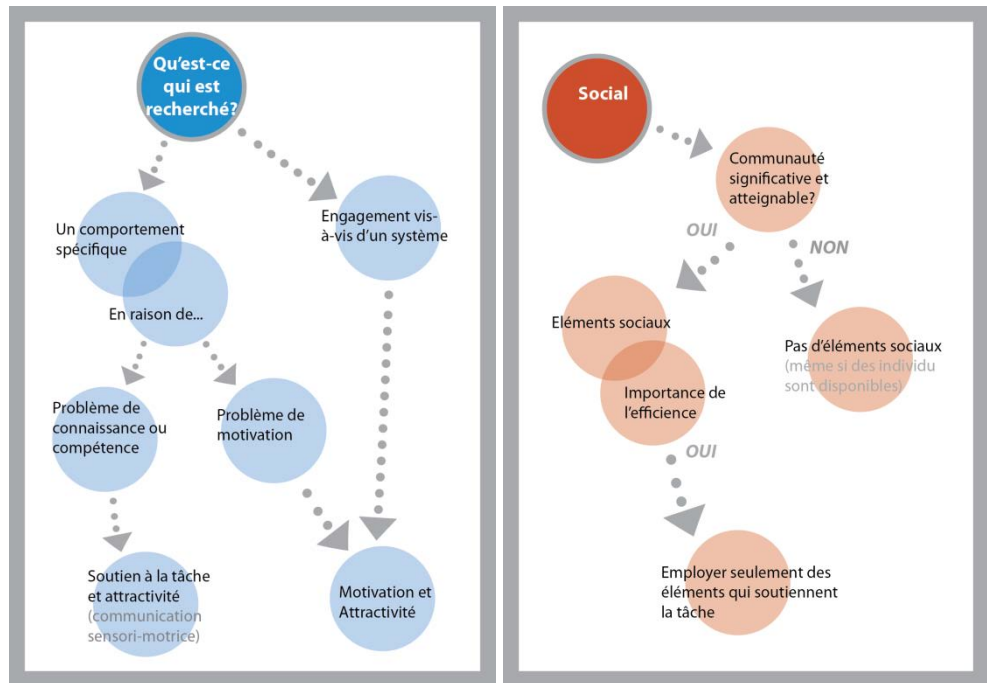 Qu'est-ce
qui est
recherché?
Un comportement
spécifique
Engagement vis-
à-vis d'un système
En raison de...
Problème de
connaissance ou
compétence
Problème de
motivation
Soutien à la tâche
et attractivité
(communication
sensori-motrice)
Motivation et
Attractivité
Social
Communauté
significative et
atteignable?
OUI
NON
Eléments sociaux
Pas d'éléments sociaux
(même si des individu
sont disponibles)
Importance de
l'efficience
OUI
Employer seulement des
éléments qui soutiennent
la tâche